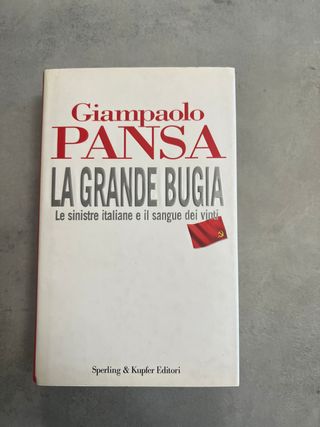 Giampaolo
PANSA
LA GRANDE BUGIA
Le sinistre italiane e il sangue dei vinti
Sperling & Kupfer Editori